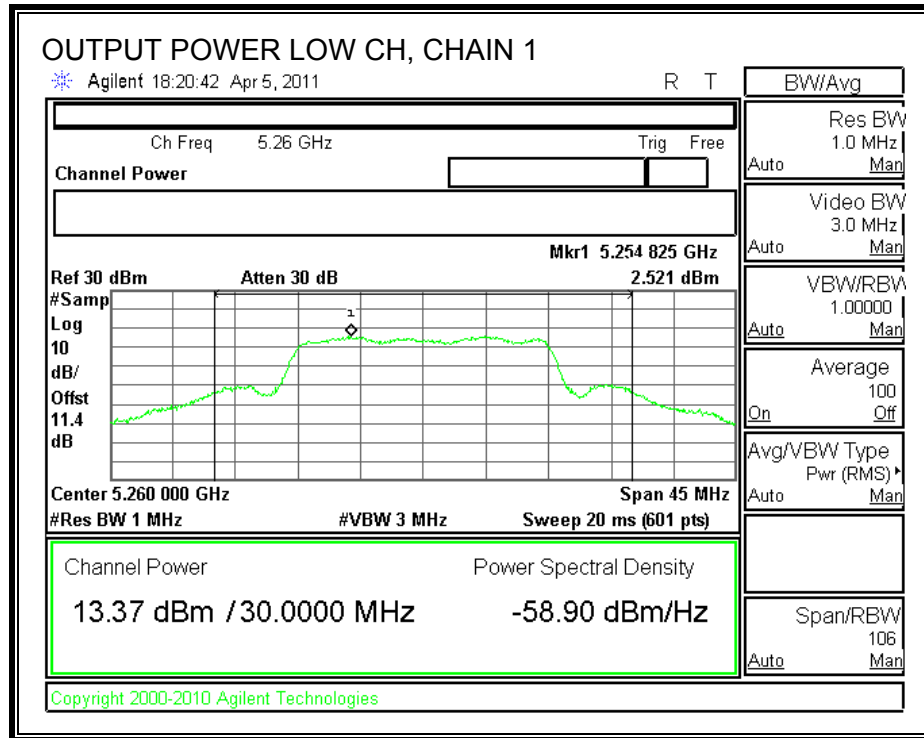 OUTPUT POWER LOW CH, CHAIN 1
Agilent 18:20:42 Apr 5, 2011 R T
Ch Freq 5.26 GHz Trig Free
Channel Power
Mkr1 5.254 825 GHz
Ref 30 dBm Atten 30 dB 2.521 dBm
#Samp
Log
10
dB/
Offst
11.4
dB
1
Center 5.260 000 GHz Span 45 MHz
#Res BW 1 MHz #VBW 3 MHz Sweep 20 ms (601 pts)
Channel Power Power Spectral Density
13.37 dBm / 30.0000 MHz -58.90 dBm/Hz
Copyright 2000-2010 Agilent Technologies
BW/Avg
Res BW
1.0 MHz
Auto Man
Video BW
3.0 MHz
Auto Man
VBW/RBW
1.00000
Auto Man
Average
100
On Off
Avg/VBW Type
Pwr (RMS)
Auto Man
Span/RBW
106
Auto Man